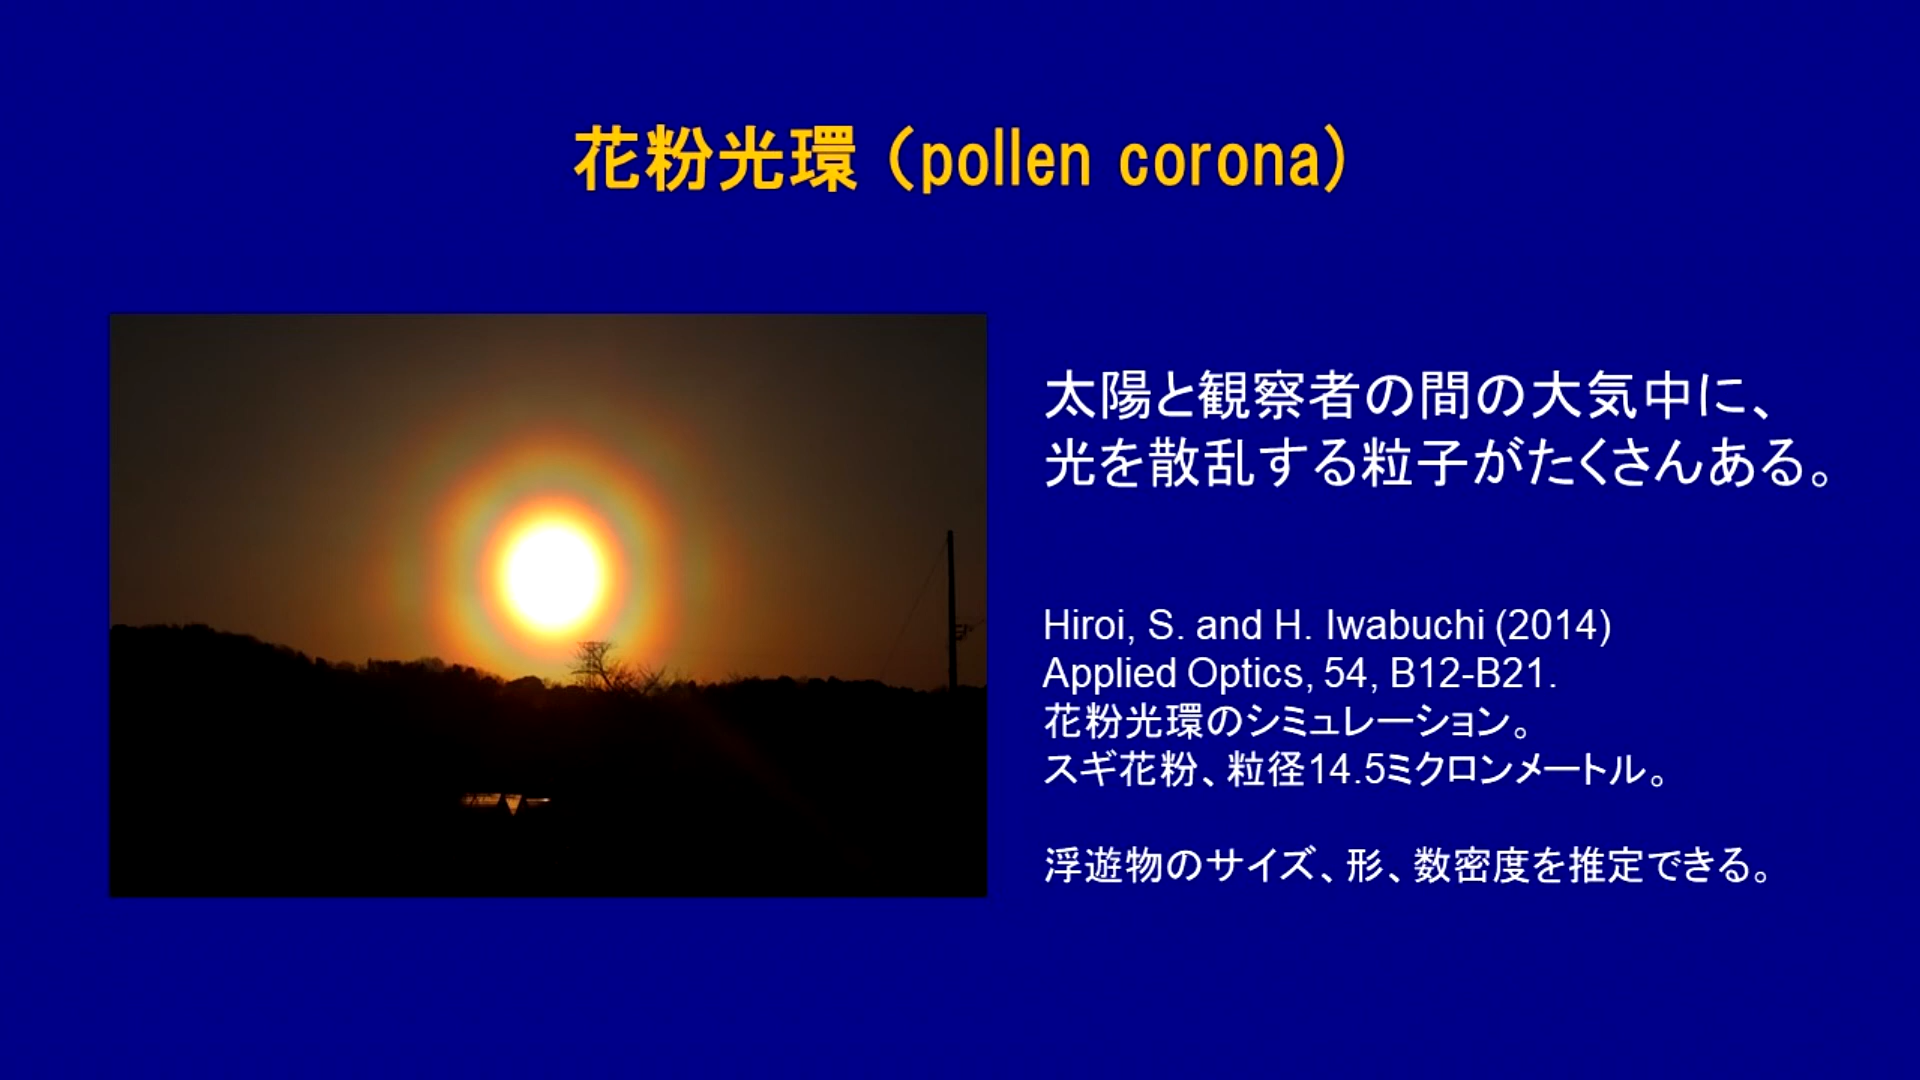 花粉光環（pollen corona）
太陽と観察者の間の大気中に、
光を散乱する粒子がたくさんある。
Hiroi, S. and H. Iwabuchi (2014)
Applied Optics, 54, B12-B21.
花粉光環のシミュレーション。
スギ花粉、粒径14.5ミクロンメートル。
浮遊物のサイズ、形、数密度を推定できる。